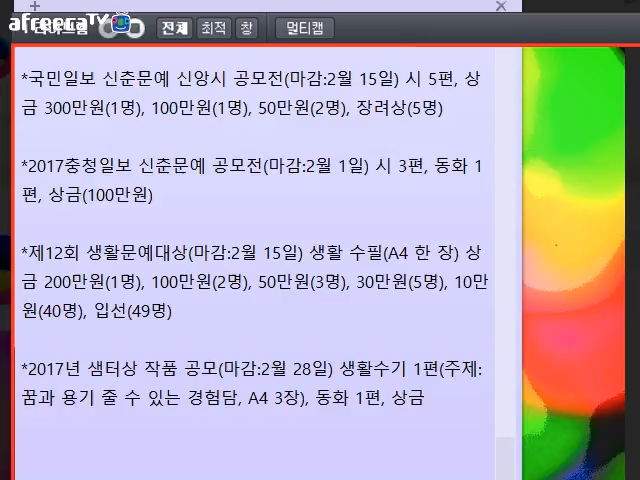 afreecaTV
전체 최적 창 멀티캠
*국민일보 신춘문예 신앙시 공모전(마감:2월 15일) 시 5편, 상
금 300만원(1명), 100만원(1명), 50만원(2명), 장려상(5명)
*2017충청일보 신춘문예 공모전(마감:2월 1일) 시 3편, 동화 1
편, 상금(100만원)
*제12회 생활문예대상(마감:2월 15일) 생활 수필(A4 한 장) 상
금 200만원(1명), 100만원(2명), 50만원(3명), 30만원(5명), 10만
원(40명), 입선(49명)
*2017년 샘터상 작품 공모(마감:2월 28일) 생활수기 1편(주제:
꿈과 용기 줄 수 있는 경험담, A4 3장), 동화 1편, 상금